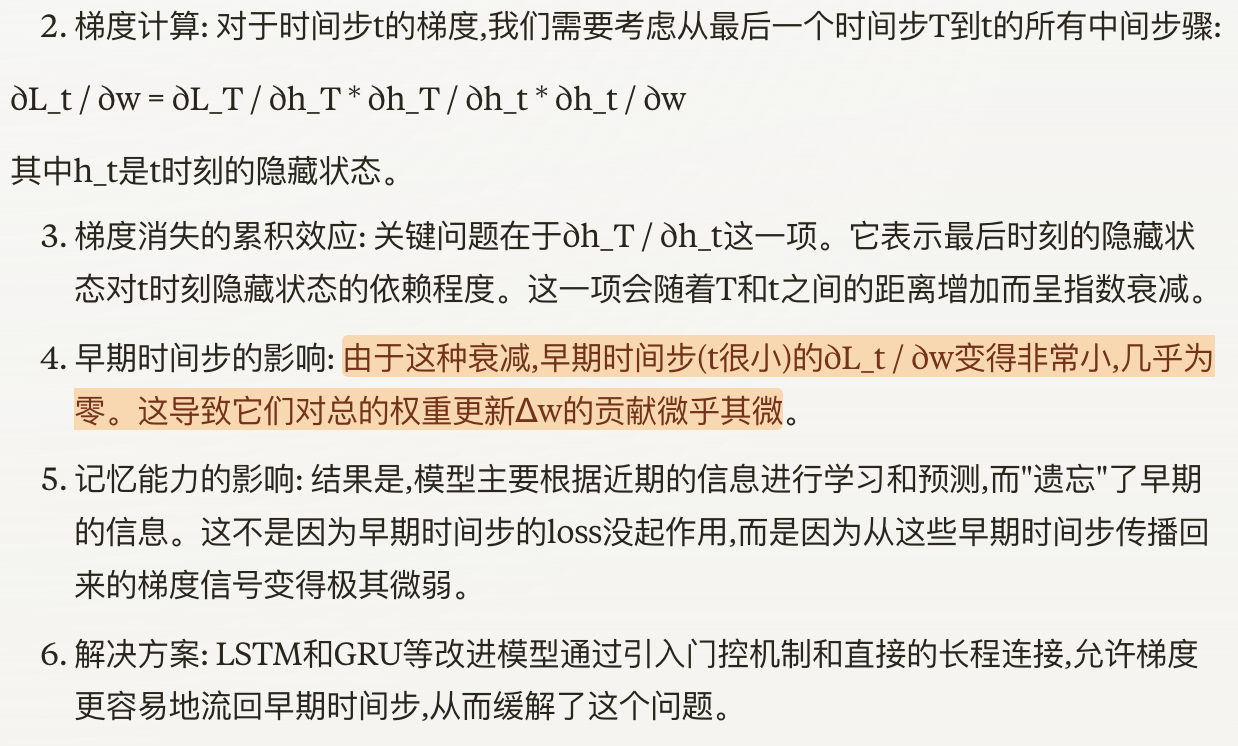 2. 梯度计算: 对于时间步t的梯度,我们需要考虑从最后一个时间步T到t的所有中间步骤:
∂L_t / ∂w = ∂L_T / ∂h_T * ∂h_T / ∂h_t * ∂h_t / ∂w
其中h_t是t时刻的隐藏状态。
3. 梯度消失的累积效应: 关键问题在于∂h_T / ∂h_t这一项。它表示最后时刻的隐藏状
态对t时刻隐藏状态的依赖程度。这一项会随着T和t之间的距离增加而呈指数衰减。
4. 早期时间步的影响: 由于这种衰减,早期时间步(t很小)的∂L_t / ∂w变得非常小,几乎为
零。这导致它们对总的权重更新Δw的贡献微乎其微。
5. 记忆能力的影响: 结果是,模型主要根据近期的信息进行学习和预测,而"遗忘"了早期
的信息。这不是因为早期时间步的loss没起作用,而是因为从这些早期时间步传播回
来的梯度信号变得极其微弱。
6. 解决方案: LSTM和GRU等改进模型通过引入门控机制和直接的长程连接,允许梯度
更容易地流回早期时间步,从而缓解了这个问题。